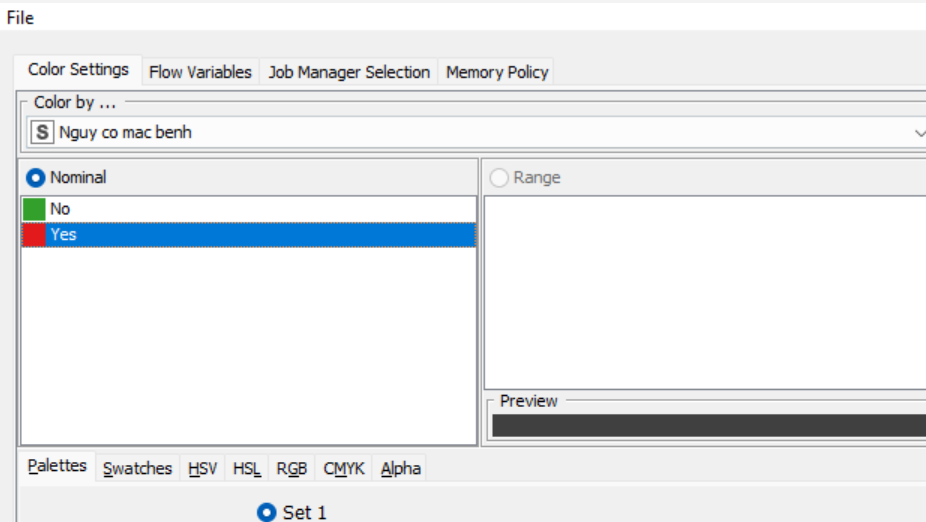 File
Color Settings Flow Variables Job Manager Selection Memory Policy
Color by ...
S Nguy co mac benh
Nominal Range
No
Yes
Preview
Palettes Swatches HSV HSL RGB CMYK Alpha
Set 1